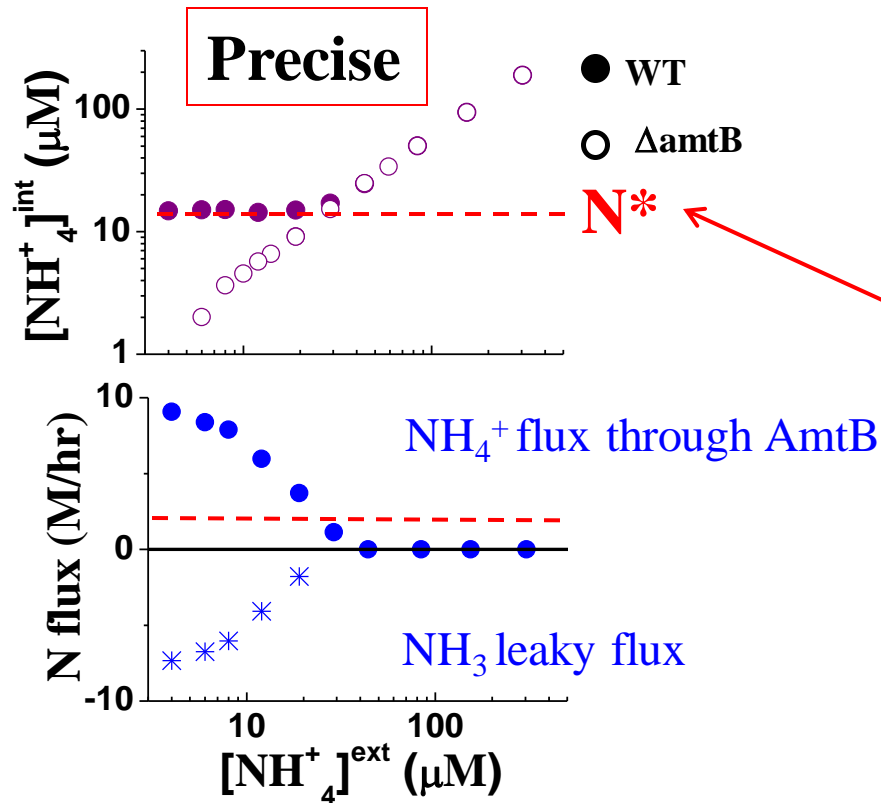 Precise
WT
ΔamtB
N*
[NH₄⁺]ⁱⁿᵗ (μM)
100
10
1
NH₄⁺ flux through AmtB
NH₃ leaky flux
N flux (M/hr)
10
0
-10
10
100
[NH₄⁺]ᵉˣᵗ (μM)